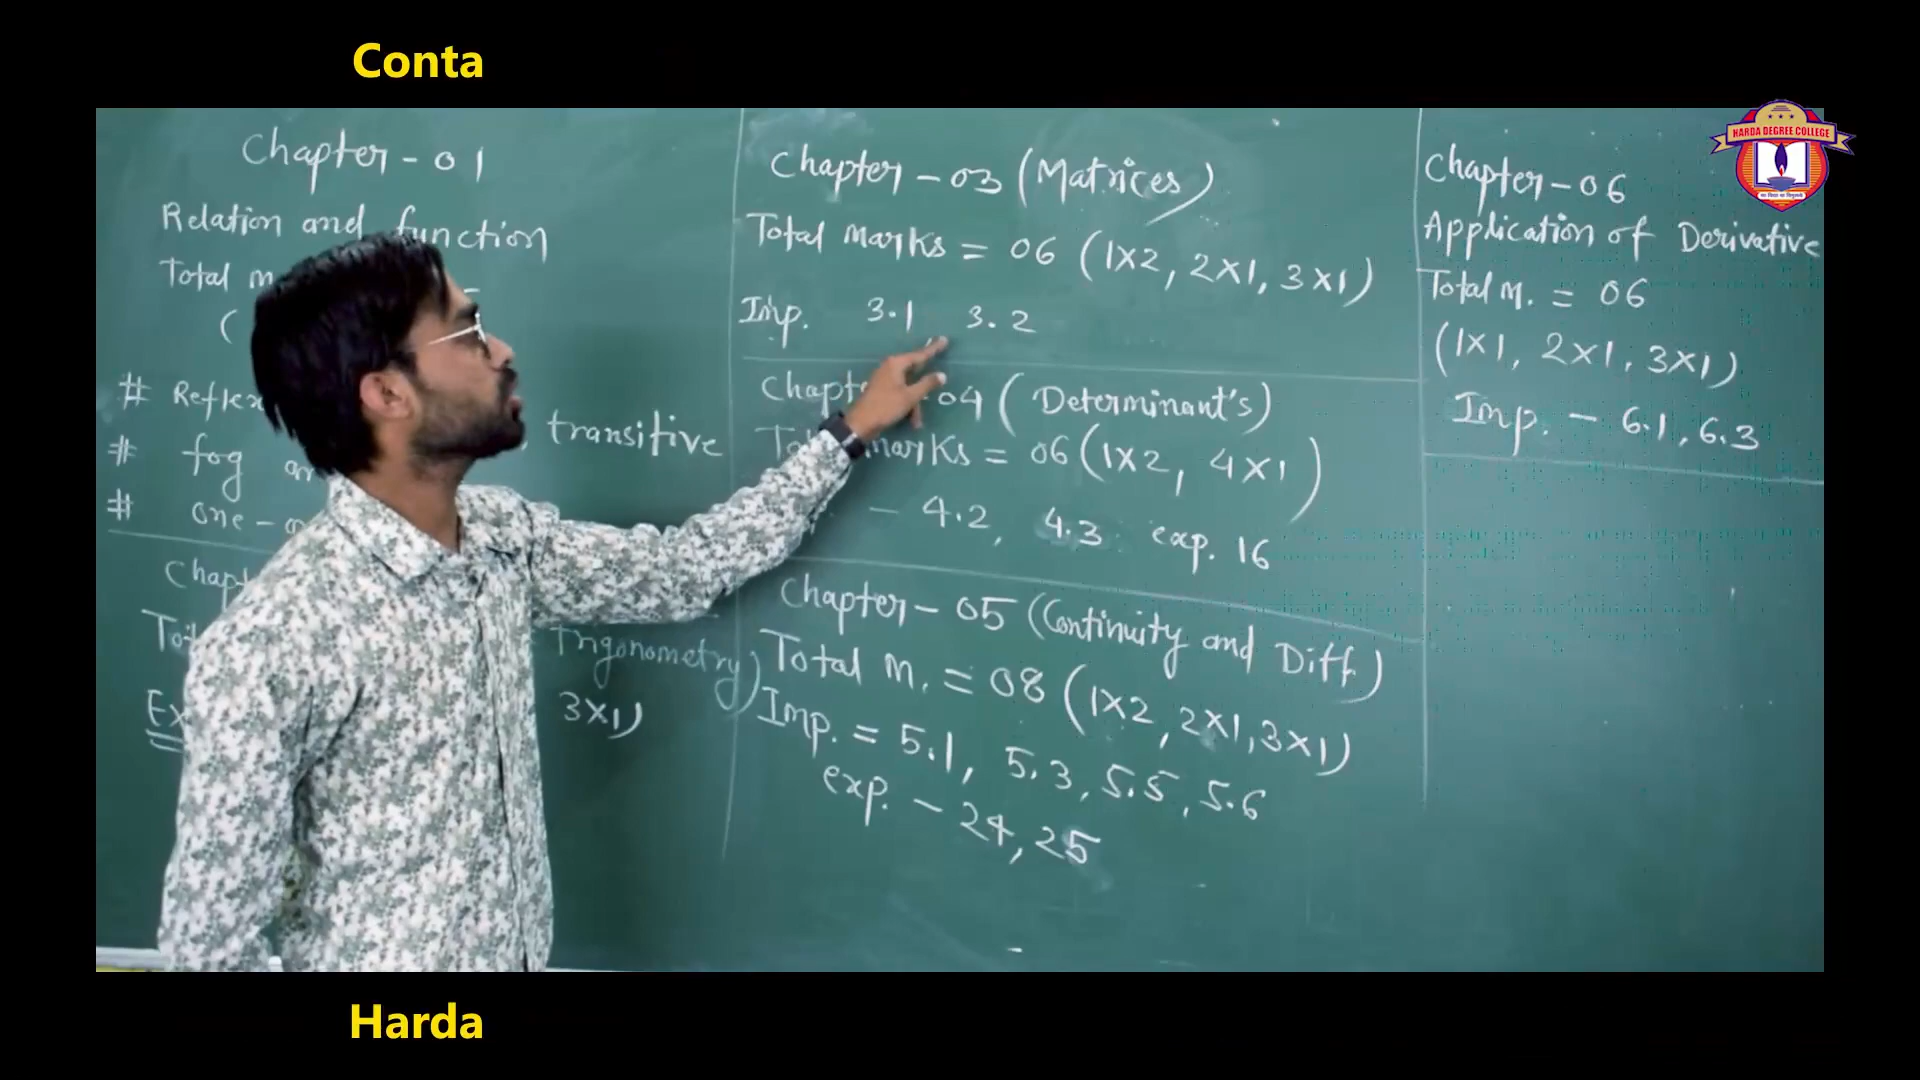 Conta
HARDA DEGREE COLLEGE
Chapter - 01
Relation and function
Total
(
# Reflex
transitive
# fog
# one -
Trigonometry)
3x1)
Chapter - 03 (Matrices)
Total marks = 06 (1x2, 2x1, 3x1)
Imp. 3.1, 3.2
04 (Determinant's)
marks = 06 (1x2, 4x1)
- 4.2, 4.3 exp. 16
Chapter - 05 (Continuity and Diff.)
Total M. = 08 (1x2, 2x1, 3x1)
Imp. = 5.1, 5.3, 5.5, 5.6
exp. - 24, 25
Chapter - 06
Application of Derivative
Total M. = 06
(1x1, 2x1, 3x1)
Imp. - 6.1, 6.3
Harda